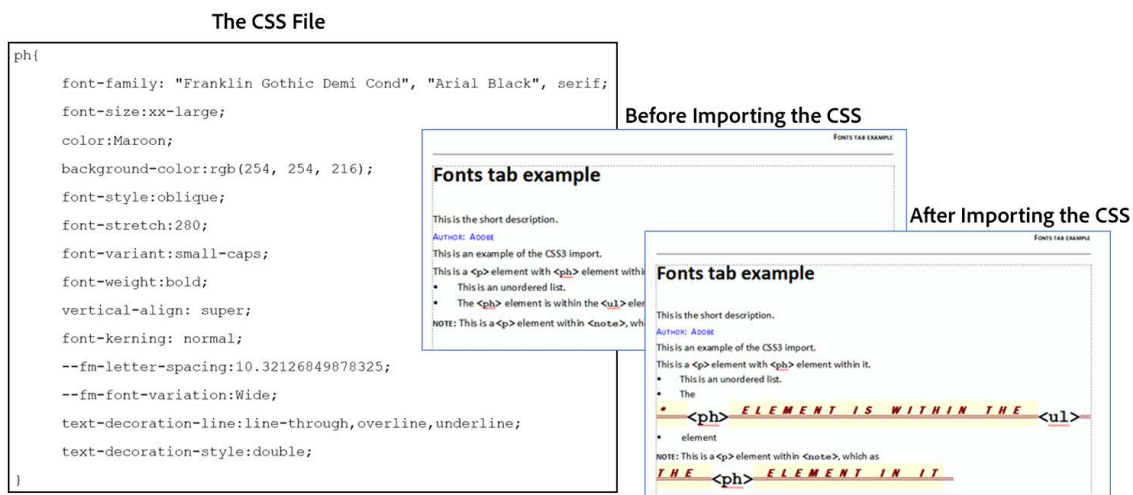 The CSS File
ph{
font-family: "Franklin Gothic Demi Cond", "Arial Black", serif;
font-size:xx-large;
color:Maroon;
background-color:rgb(254, 254, 216);
font-style:oblique;
font-stretch:280;
font-variant:small-caps;
font-weight:bold;
vertical-align: super;
font-kerning: normal;
--fm-letter-spacing:10.32126849878325;
--fm-font-variation:Wide;
text-decoration-line:line-through,overline,underline;
text-decoration-style:double;
}
Before Importing the CSS
FONTS TAB EXAMPLE
Fonts tab example
This is the short description.
AUTHOR: ADOBE
This is an example of the CSS3 import.
This is a <p> element with <ph> element withi
• This is an unordered list.
• The <ph> element is within the <ul> eler
NOTE: This is a <p> element within <note>, wh
After Importing the CSS
FONTS TAB EXAMPLE
Fonts tab example
This is the short description.
AUTHOR: ADOBE
This is an example of the CSS3 import.
This is a <p> element with <ph> element within it.
• This is an unordered list.
• The
• <ph> ELEMENT IS WITHIN THE <ul>
• element
NOTE: This is a <p> element within <note>, which as
THE <ph> ELEMENT IN IT